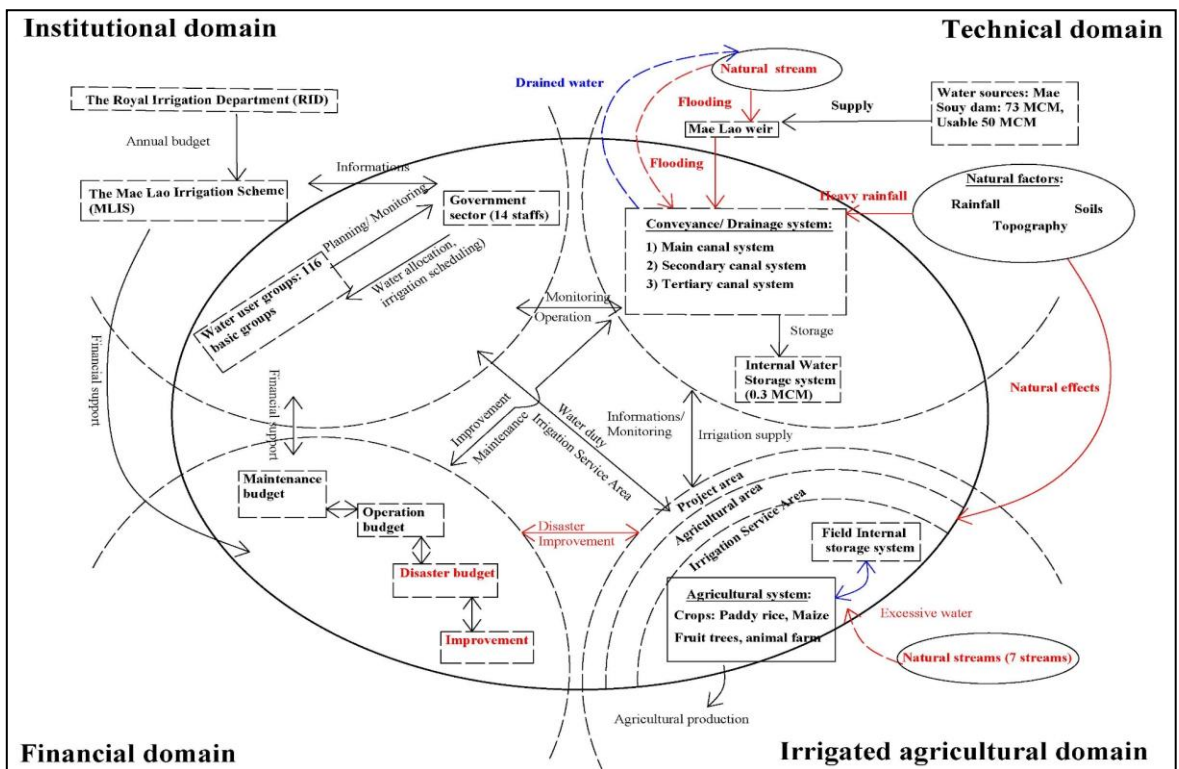 Institutional domain
Technical domain
The Royal Irrigation Department (RID)
Annual budget
The Mae Lao Irrigation Scheme
(MLIS)
Informations
Government
sector (14 staffs)
Planning/ Monitoring
Water allocation,
irrigation scheduling)
Water user groups: 116
basic groups
Financial support
Drained water
Natural stream
Flooding
Mae Lao weir
Supply
Water sources: Mae
Souy dam: 73 MCM,
Usable 50 MCM
Flooding
Heavy rainfall
Natural factors:
Rainfall
Soils
Topography
Conveyance/ Drainage system:
1) Main canal system
2) Secondary canal system
3) Tertiary canal system
Monitoring
Operation
Storage
Internal Water
Storage system
(0.3 MCM)
Natural effects
Improvement
Maintenance
Water duty
Irrigation Service Area
Informations/
Monitoring
Irrigation supply
Financial
support
Maintenance
budget
Operation
budget
Disaster budget
Improvement
Disaster
Improvement
Project area
Agricultural area
Irrigation Service Area
Field Internal
storage system
Agricultural system:
Crops: Paddy rice, Maize
Fruit trees, animal farm
Excessive water
Natural streams (7 streams)
Agricultural production
Financial domain
Irrigated agricultural domain